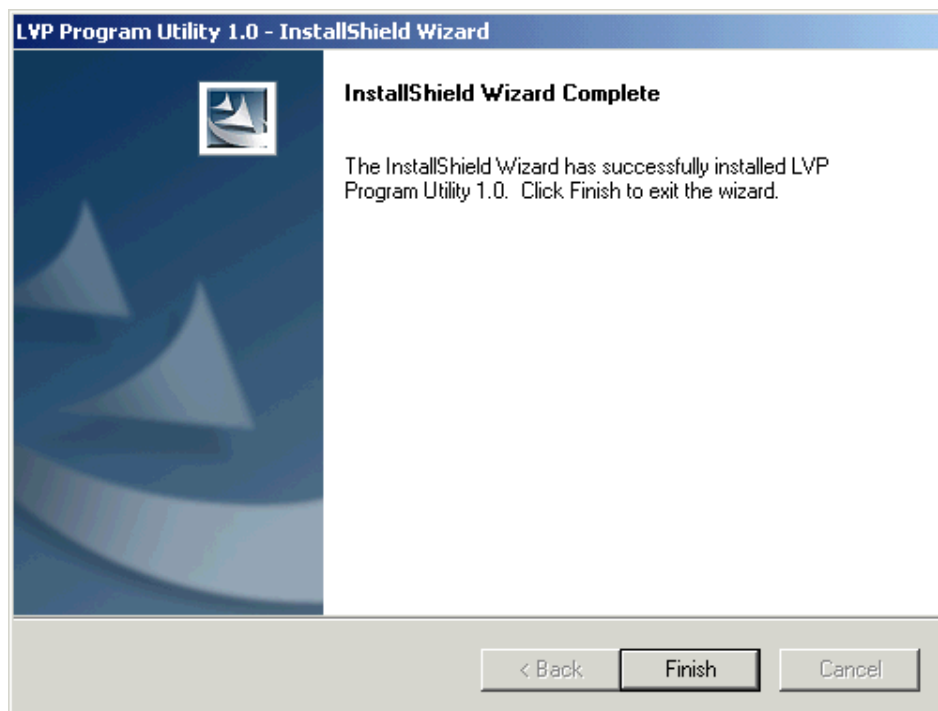 LVP Program Utility 1.0 - InstallShield Wizard
InstallShield Wizard Complete
The InstallShield Wizard has successfully installed LVP
Program Utility 1.0.  Click Finish to exit the wizard.
< Back
Finish
Cancel